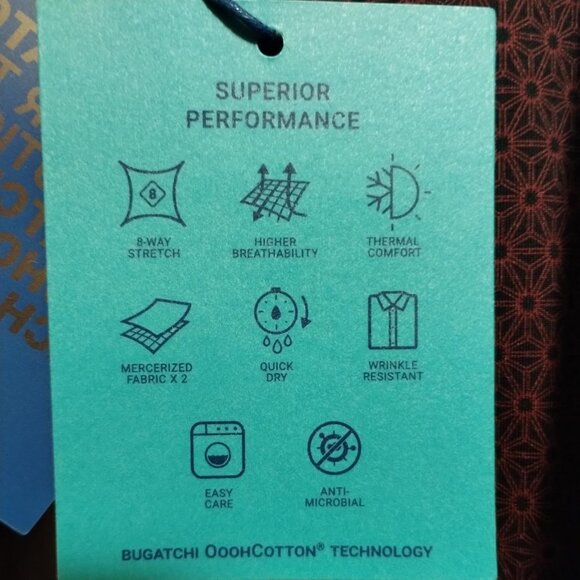 SUPERIOR
PERFORMANCE
8
8-WAY
STRETCH
HIGHER
BREATHABILITY
THERMAL
COMFORT
MERCERIZED
FABRIC X 2
QUICK
DRY
WRINKLE
RESISTANT
EASY
CARE
ANTI-
MICROBIAL
BUGATCHI OOOHCOTTON® TECHNOLOGY